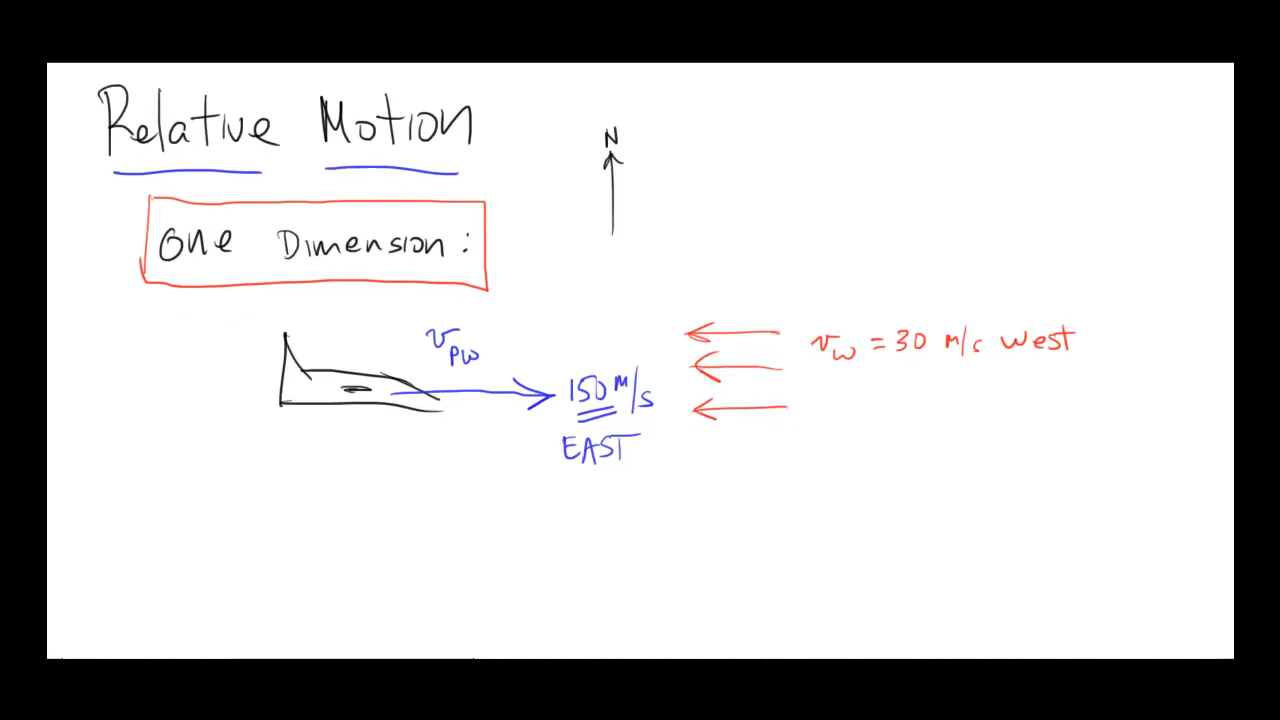 Relative Motion
N
One Dimension:
v_PW
150 m/s
EAST
v_w = 30 m/s west